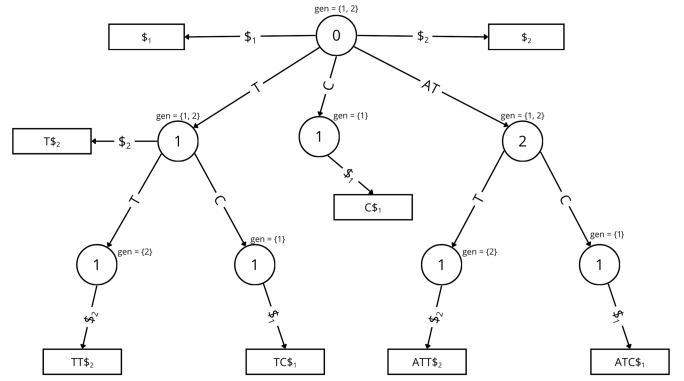 gen = {1, 2}
$₁ $₁ 0 $₂ $₂
T C AT
gen = {1, 2} gen = {1} gen = {1, 2}
T$₂ $₂ 1 1 2
$₁
T C C$₁ T C
gen = {2} gen = {1} gen = {2} gen = {1}
1 1 1 1
$₂ $₁ $₂ $₁
TT$₂ TC$₁ ATT$₂ ATC$₁